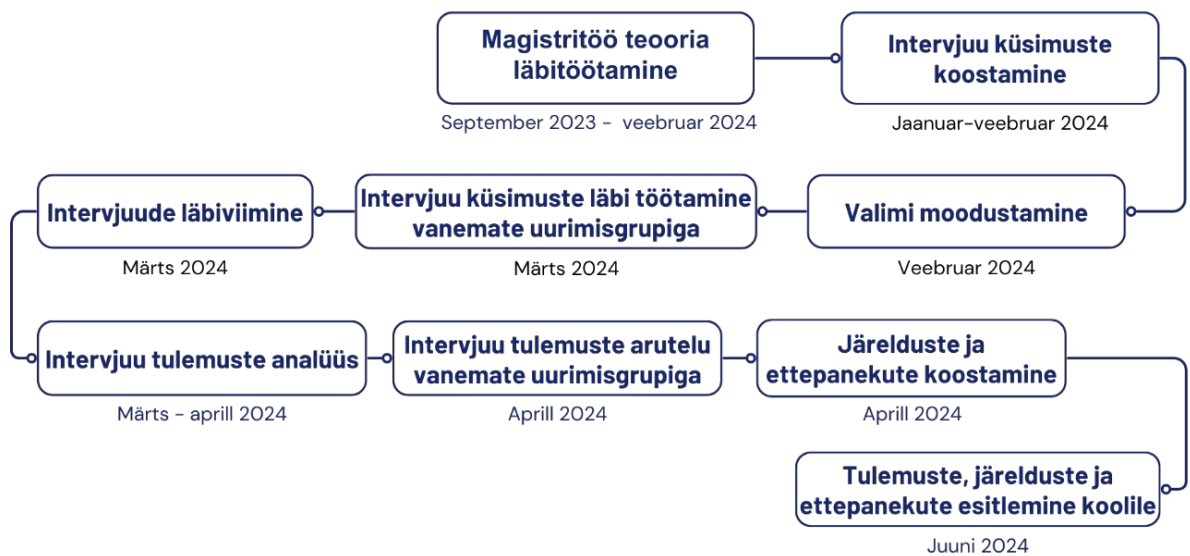 Magistritöö teooria
läbitöötamine
September 2023 - veebruar 2024
Intervjuu küsimuste
koostamine
Jaanuar-veebruar 2024
Valimi moodustamine
Veebruar 2024
Intervjuu küsimuste läbi töötamine
vanemate uurimisgrupiga
Märts 2024
Intervjuude läbiviimine
Märts 2024
Intervjuu tulemuste analüüs
Märts - aprill 2024
Intervjuu tulemuste arutelu
vanemate uurimisgrupiga
Aprill 2024
Järelduste ja
ettepanekute koostamine
Aprill 2024
Tulemuste, järelduste ja
ettepanekute esitlemine koolile
Juuni 2024